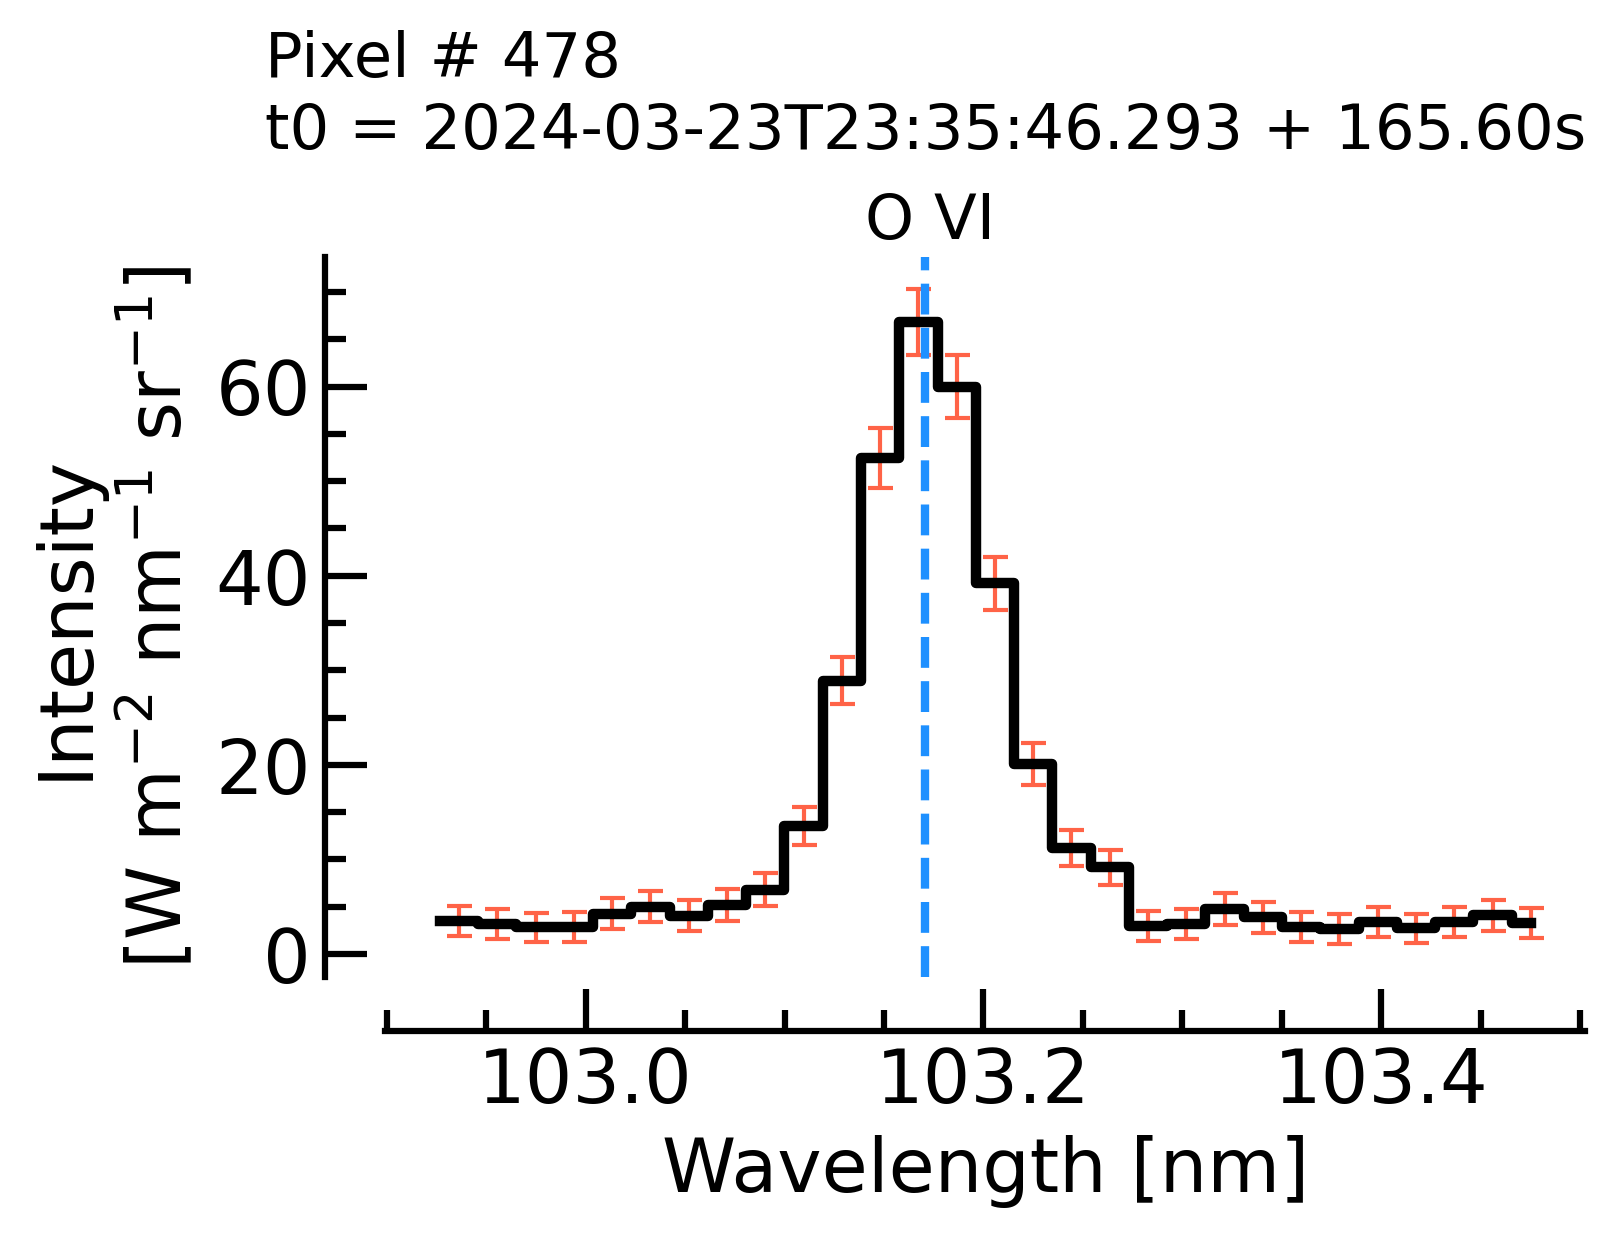 Pixel # 478
t0 = 2024-03-23T23:35:46.293 + 165.60s
O VI
Intensity
[W m⁻² nm⁻¹ sr⁻¹]
60
40
20
0
103.0 103.2 103.4
Wavelength [nm]